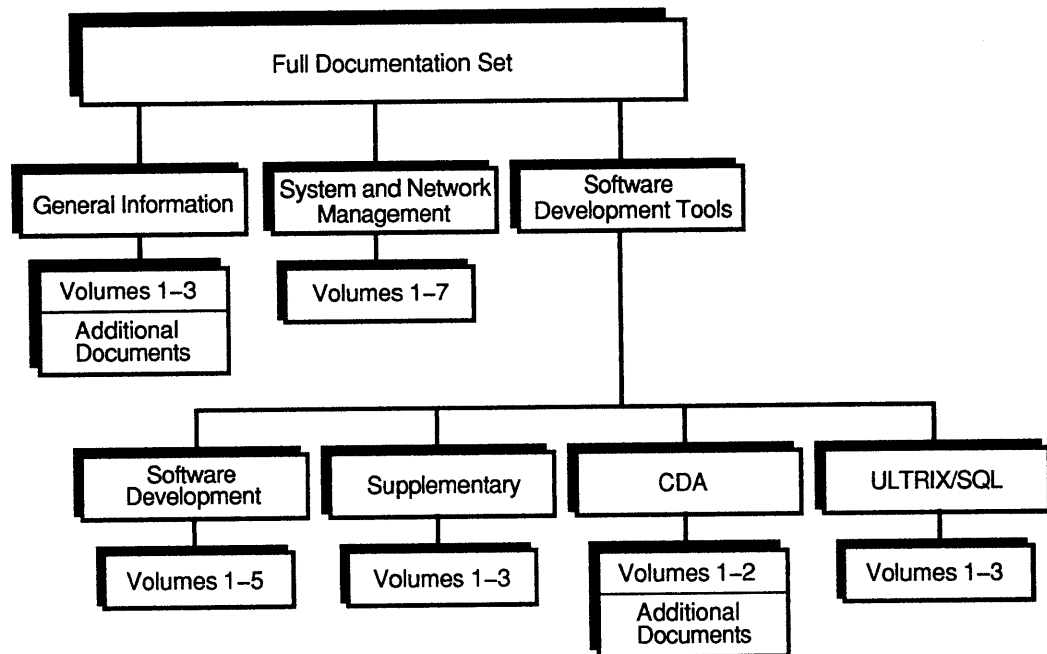 Full Documentation Set
General Information
System and Network
Management
Software
Development Tools
Volumes 1–3
Additional
Documents
Volumes 1–7
Software
Development
Supplementary
CDA
ULTRIX/SQL
Volumes 1–5
Volumes 1–3
Volumes 1–2
Additional
Documents
Volumes 1–3